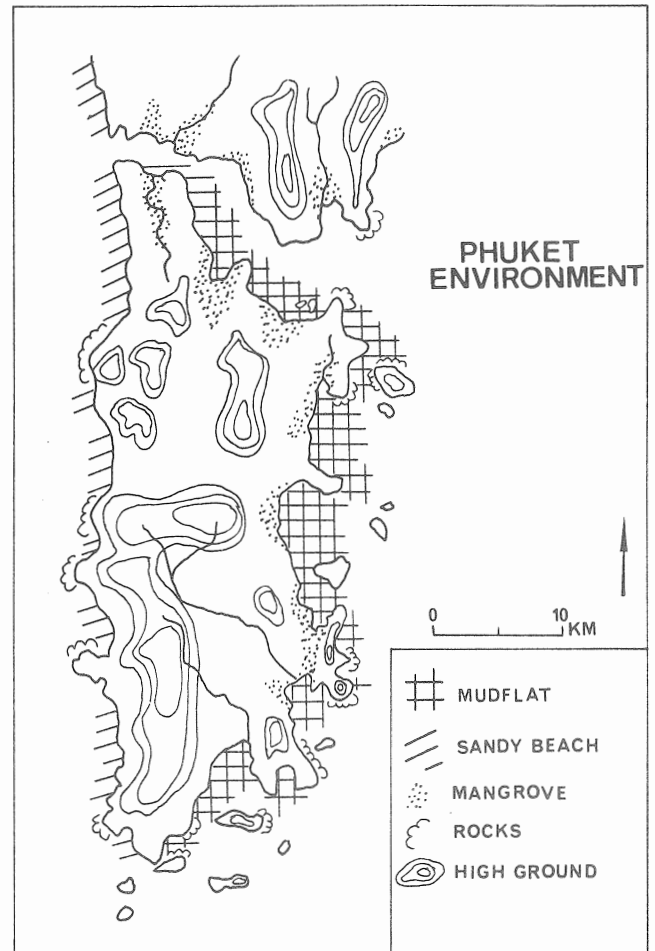 PHUKET
ENVIRONMENT
0 10
KM
MUDFLAT
SANDY BEACH
MANGROVE
ROCKS
HIGH GROUND